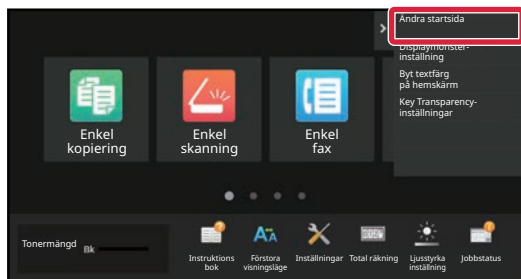 Ändra startsida
Displaymönster-
inställning
Byt textfärg
på hemskärm
Key Transparency-
inställningar
Enkel
kopiering
Enkel
skanning
Enkel
fax
Tonermängd
Bk
Instruktions
bok
Förstora
visningsläge
Inställningar
Total räkning
Ljusstyrka
inställning
Jobbstatus